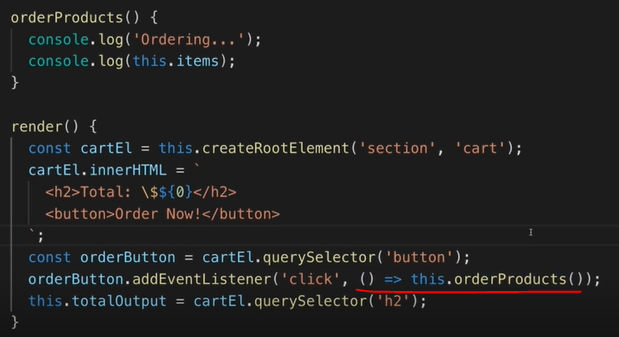 orderProducts() {
console.log('Ordering...');
console.log(this.items);
}
render() {
const cartEl = this.createRootElement('section', 'cart');
cartEl.innerHTML = `
<h2>Total: \$${0}</h2>
<button>Order Now!</button>
`;
const orderButton = cartEl.querySelector('button');
orderButton.addEventListener('click', () => this.orderProducts());
this.totalOutput = cartEl.querySelector('h2');
}